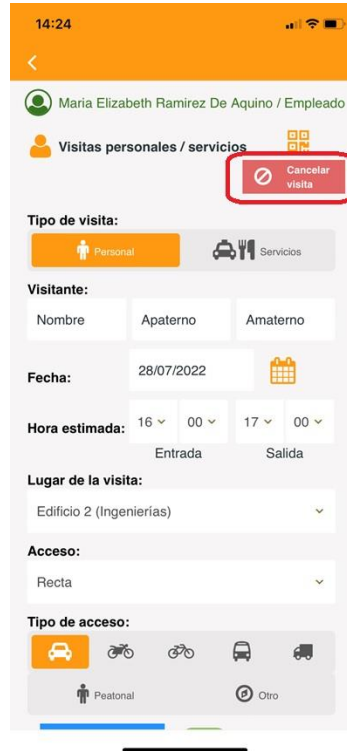 14:24
Maria Elizabeth Ramirez De Aquino / Empleado
Visitas personales / servicios
Cancelar
visita
Tipo de visita:
Personal Servicios
Visitante:
Nombre Apaterno Amaterno
Fecha: 28/07/2022
Hora estimada: 16 00 17 00
Entrada Salida
Lugar de la visita:
Edificio 2 (Ingenierías)
Acceso:
Recta
Tipo de acceso:
Peatonal Otro